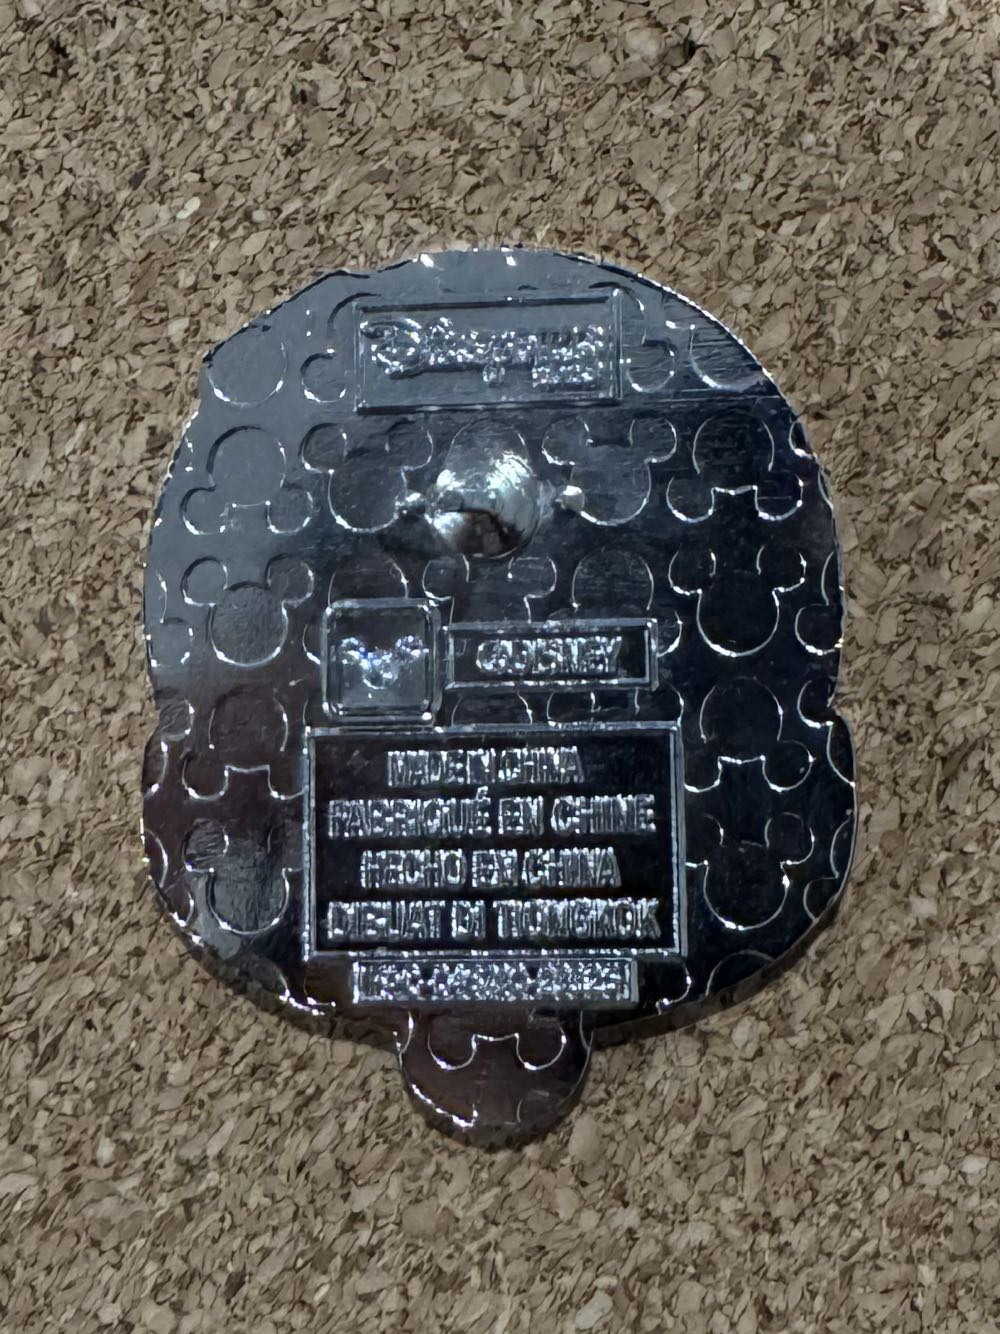 Disney
©DISNEY
MADE IN CHINA
FABRIQUÉ EN CHINE
HECHO EN CHINA
DIBUAT DI TIONGKOK